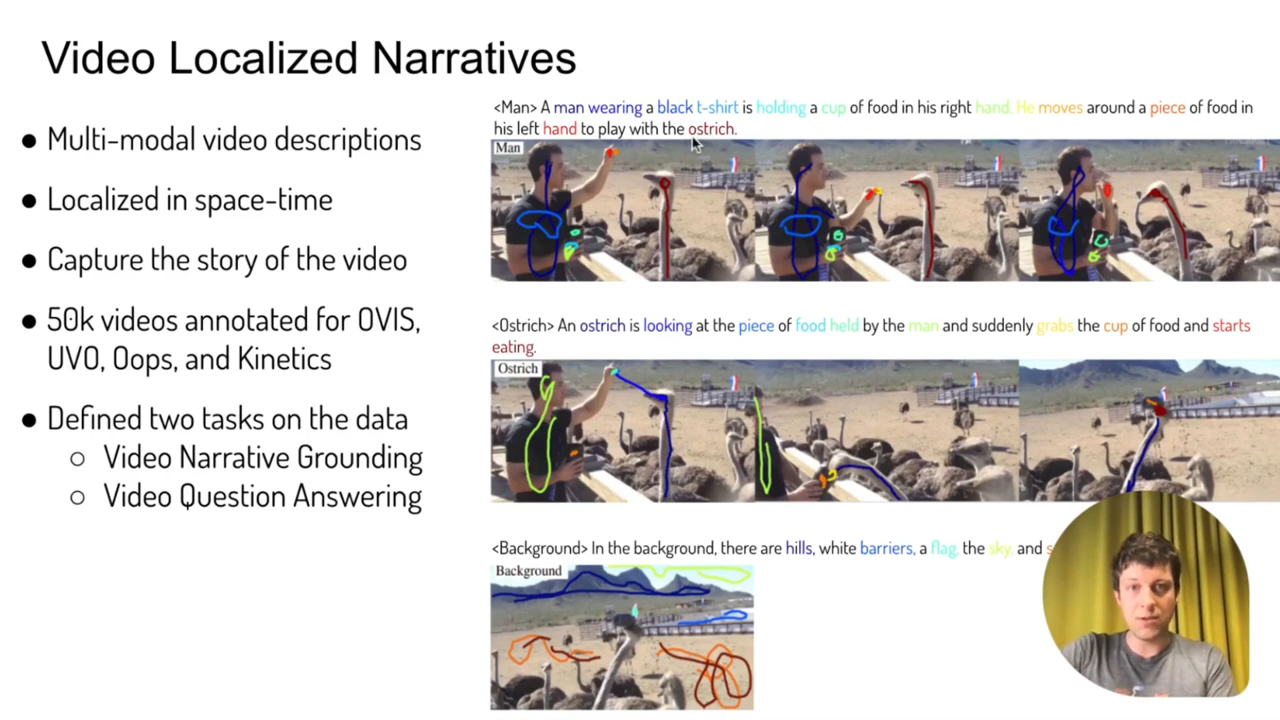 Video Localized Narratives
● Multi-modal video descriptions
● Localized in space-time
● Capture the story of the video
● 50k videos annotated for OVIS,
UVO, Oops, and Kinetics
● Defined two tasks on the data
○ Video Narrative Grounding
○ Video Question Answering
<Man> A man wearing a black t-shirt is holding a cup of food in his right hand. He moves around a piece of food in
his left hand to play with the ostrich.
Man
<Ostrich> An ostrich is looking at the piece of food held by the man and suddenly grabs the cup of food and starts
eating.
Ostrich
<Background> In the background, there are hills, white barriers, a flag, the sky, and
Background